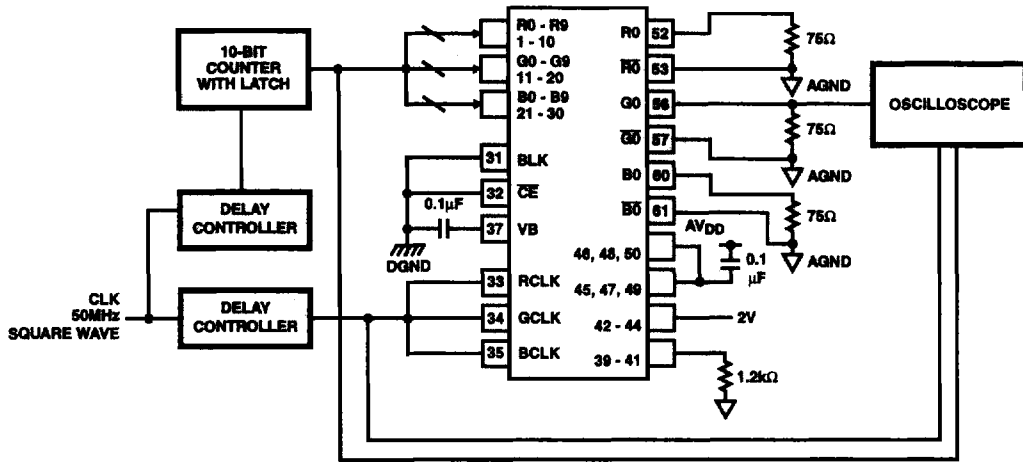 10-BIT
COUNTER
WITH LATCH
DELAY
CONTROLLER
CLK
50MHz
SQUARE WAVE
DELAY
CONTROLLER
R0 - R9
1 - 10
G0 - G9
11 - 20
B0 - B9
21 - 30
31 BLK
32 CE
0.1μF
37 VB
DGND
33 RCLK
34 GCLK
35 BCLK
R0 52
R0 53
G0 56
G0 57
B0 60
B0 61
AVDD
46, 48, 50
45, 47, 49
0.1
μF
42 - 44
2V
39 - 41
1.2kΩ
75Ω
AGND
75Ω
AGND
75Ω
AGND
OSCILLOSCOPE